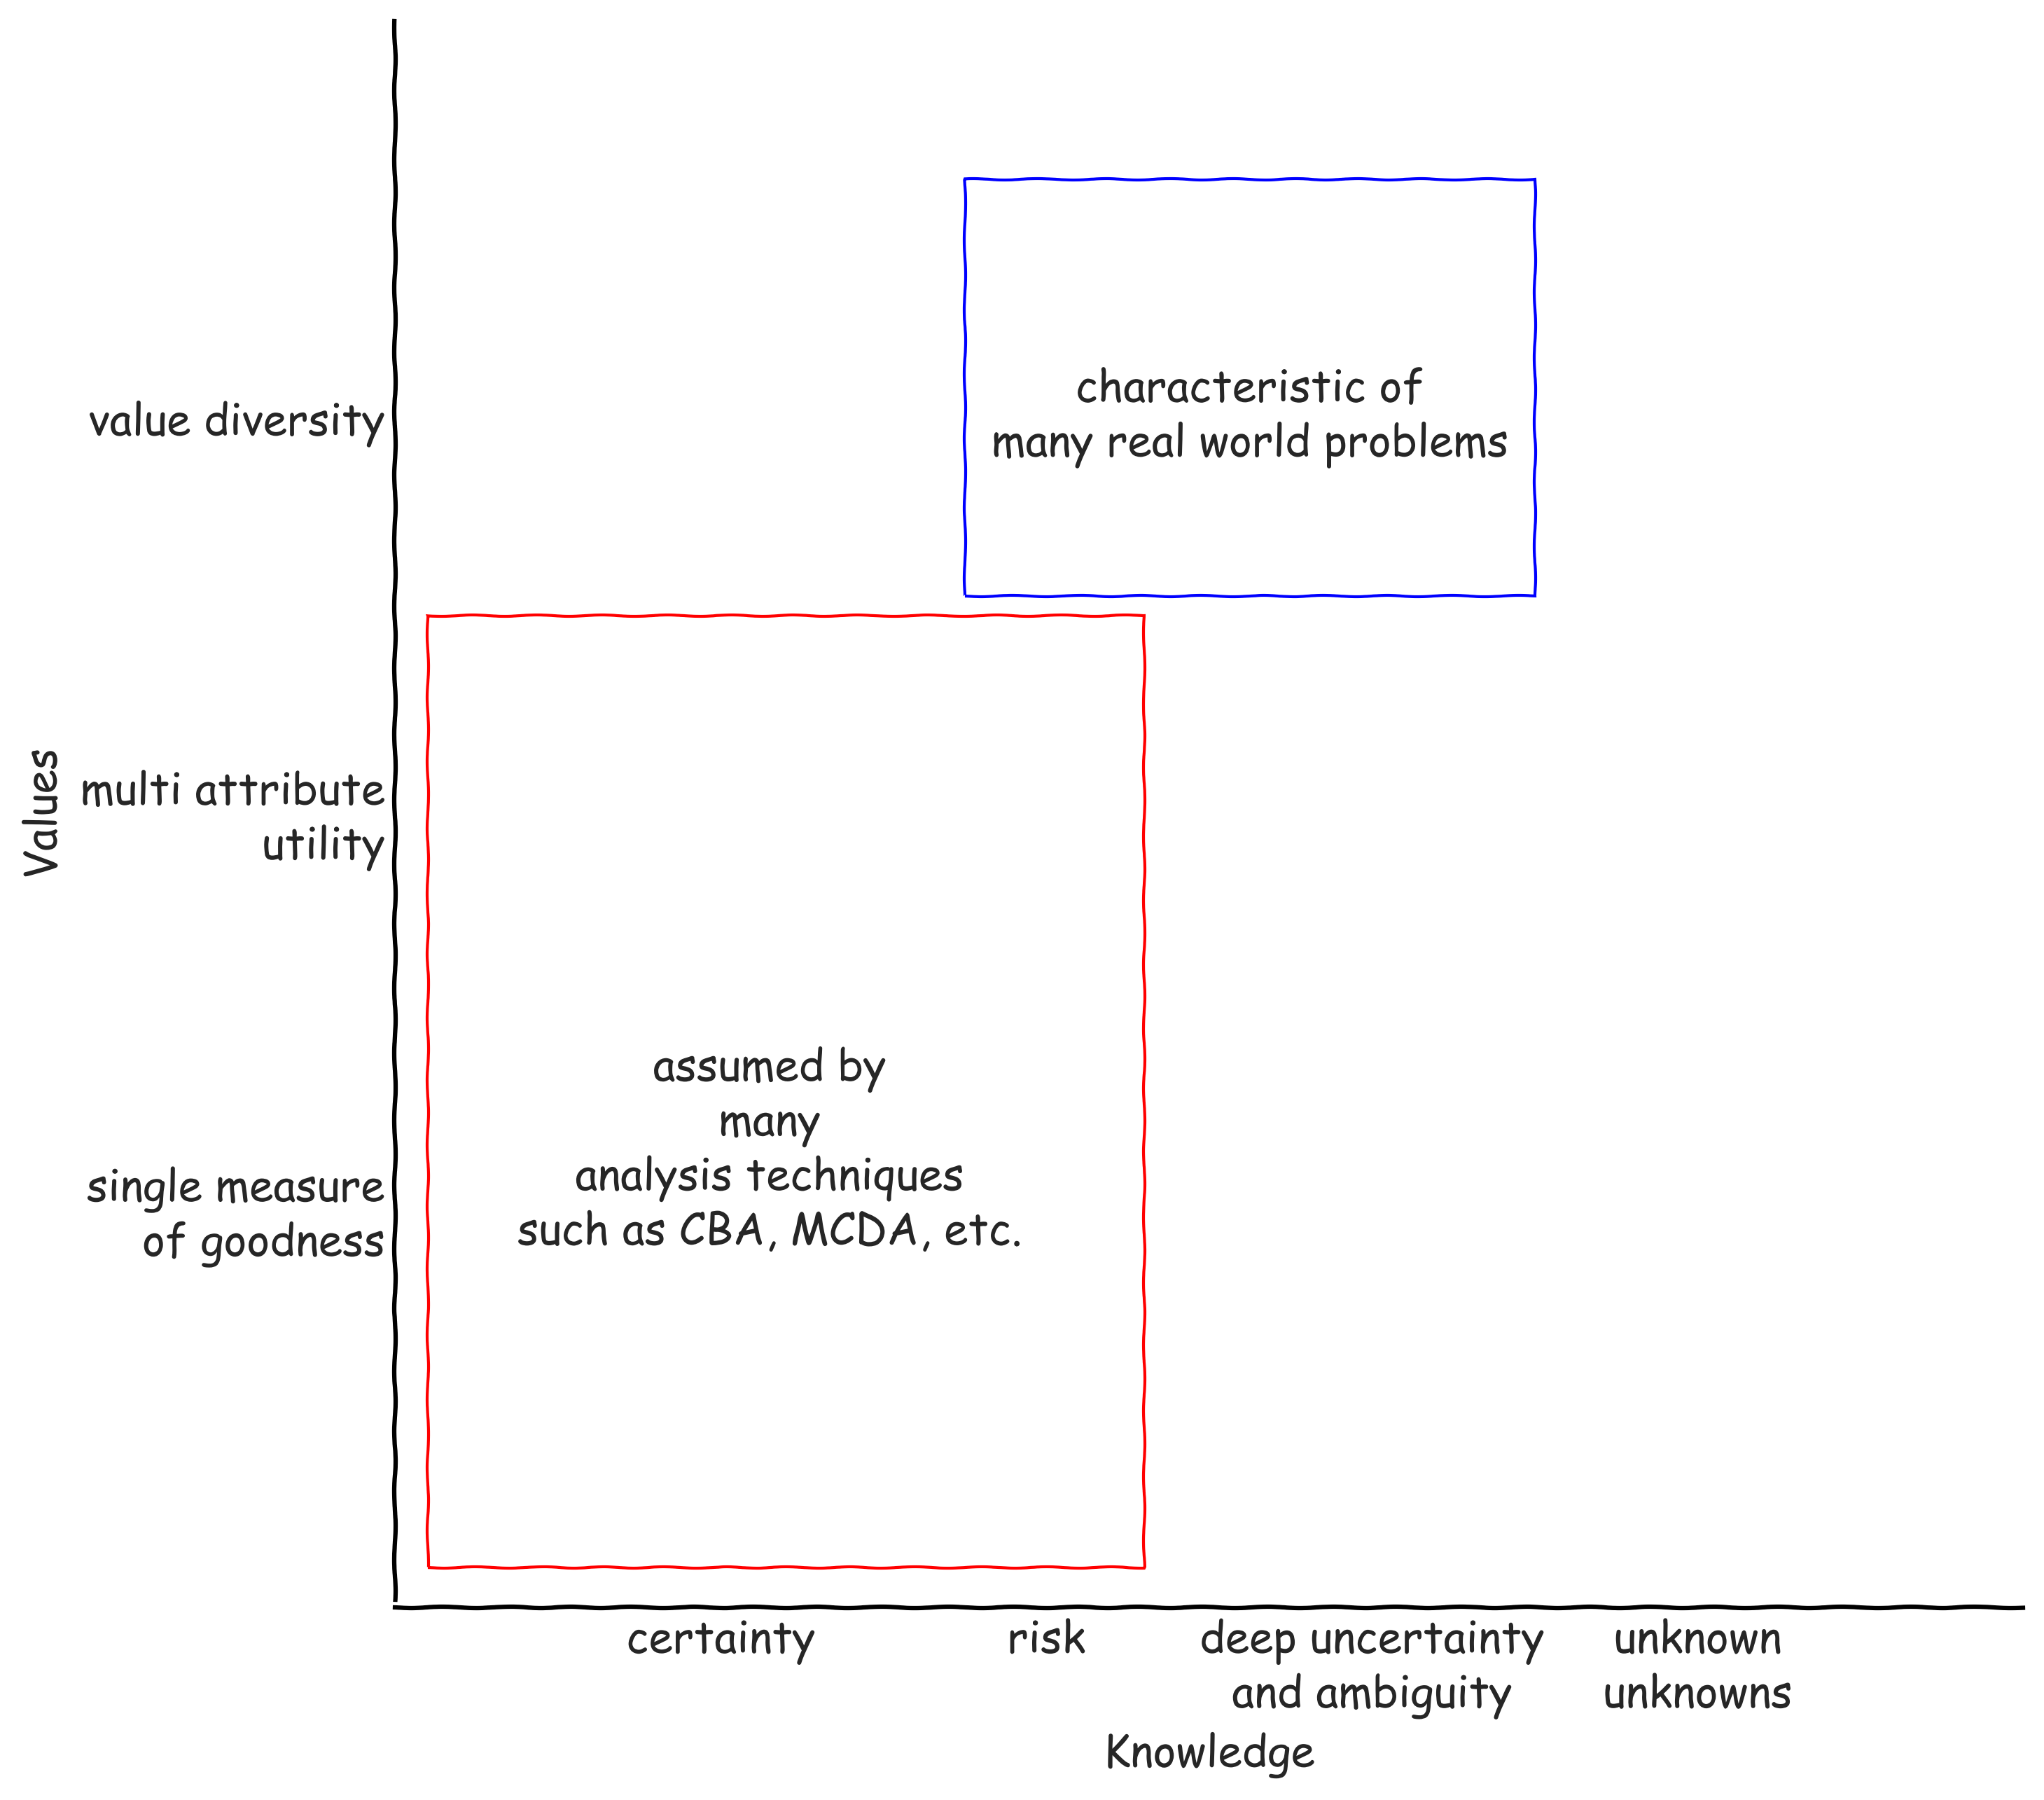 value diversity
characteristic of
many real world problems
Values
multi attribute
utility
assumed by
many
analysis techniques
such as CBA, MCDA, etc.
single measure
of goodness
certainty
risk
deep uncertainty
and ambiguity
unknown
unknowns
Knowledge